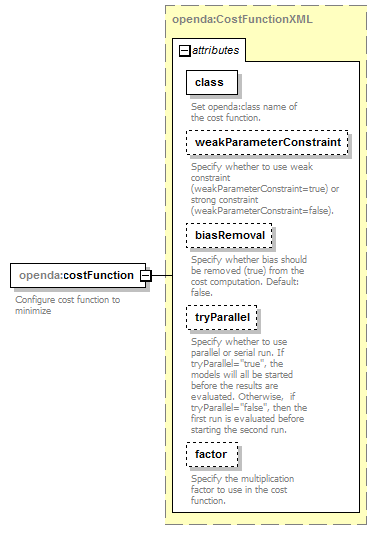 openda:CostFunctionXML
attributes
class
Set openda:class name of
the cost function.
weakParameterConstraint
Specify whether to use weak
constraint
(weakParameterConstraint=true) or
strong constraint
(weakParameterConstraint=false).
biasRemoval
Specify whether bias should
be removed (true) from the
cost computation. Default:
false.
openda:costFunction
Configure cost function to
minimize
tryParallel
Specify whether to use
parallel or serial run. If
tryParallel="true", the
models will all be started
before the results are
evaluated. Otherwise,  if
tryParallel="false", then the
first run is evaluated before
starting the second run.
factor
Specify the multiplication
factor to use in the cost
function.